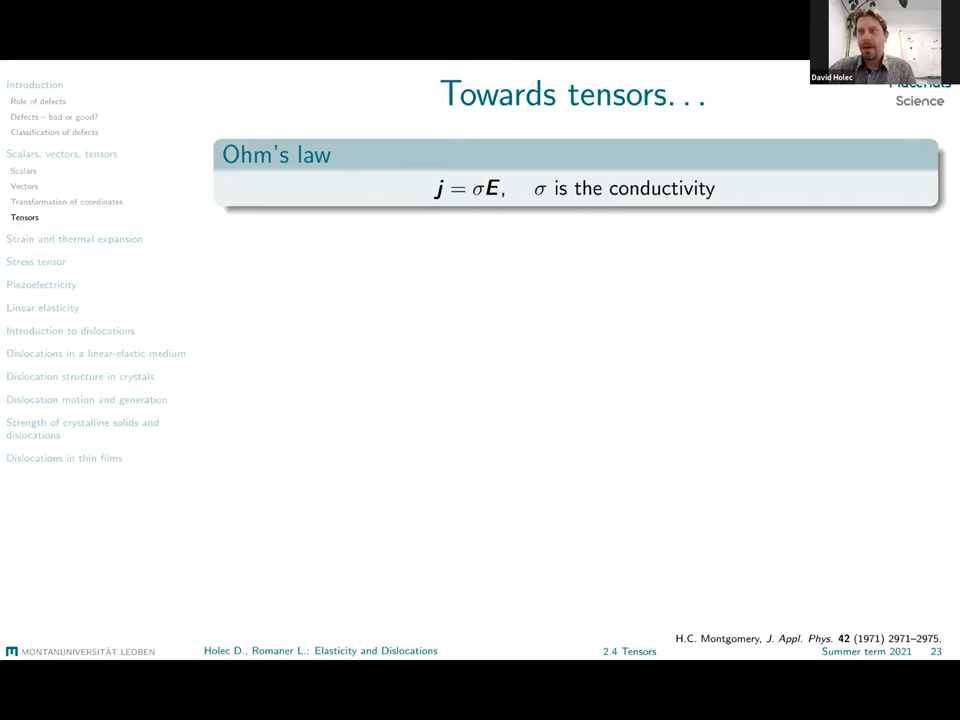 David Holec
Materials
Science
Towards tensors. . .
Introduction
Role of defects
Defects – bad or good?
Classification of defects
Scalars, vectors, tensors
Scalars
Vectors
Transformation of coordinates
Tensors
Strain and thermal expansion
Stress tensor
Piezoelectricity
Linear elasticity
Introduction to dislocations
Dislocations in a linear-elastic medium
Dislocation structure in crystals
Dislocation motion and generation
Strength of crystalline solids and
dislocations
Dislocations in thin films
Ohm's law
j = σE, σ is the conductivity
H.C. Montgomery, J. Appl. Phys. 42 (1971) 2971–2975.
MONTANUNIVERSITÄT LEOBEN
Holec D., Romaner L.: Elasticity and Dislocations
2.4 Tensors
Summer term 2021 23